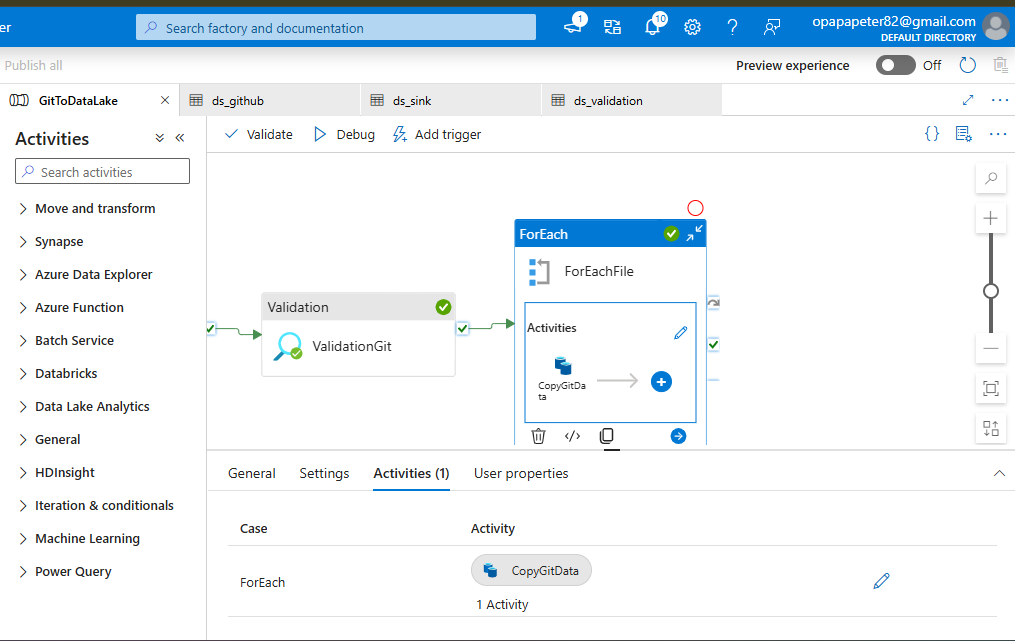 er
Search factory and documentation
1
10
opapapeter82@gmail.com
DEFAULT DIRECTORY
Publish all
Preview experience
Off
GitToDataLake
ds_github
ds_sink
ds_validation
Activities
Search activities
Move and transform
Synapse
Azure Data Explorer
Azure Function
Batch Service
Databricks
Data Lake Analytics
General
HDInsight
Iteration & conditionals
Machine Learning
Power Query
Validate
Debug
Add trigger
Validation
ValidationGit
ForEach
ForEachFile
Activities
CopyGitDa
ta
General
Settings
Activities (1)
User properties
Case
Activity
ForEach
CopyGitData
1 Activity